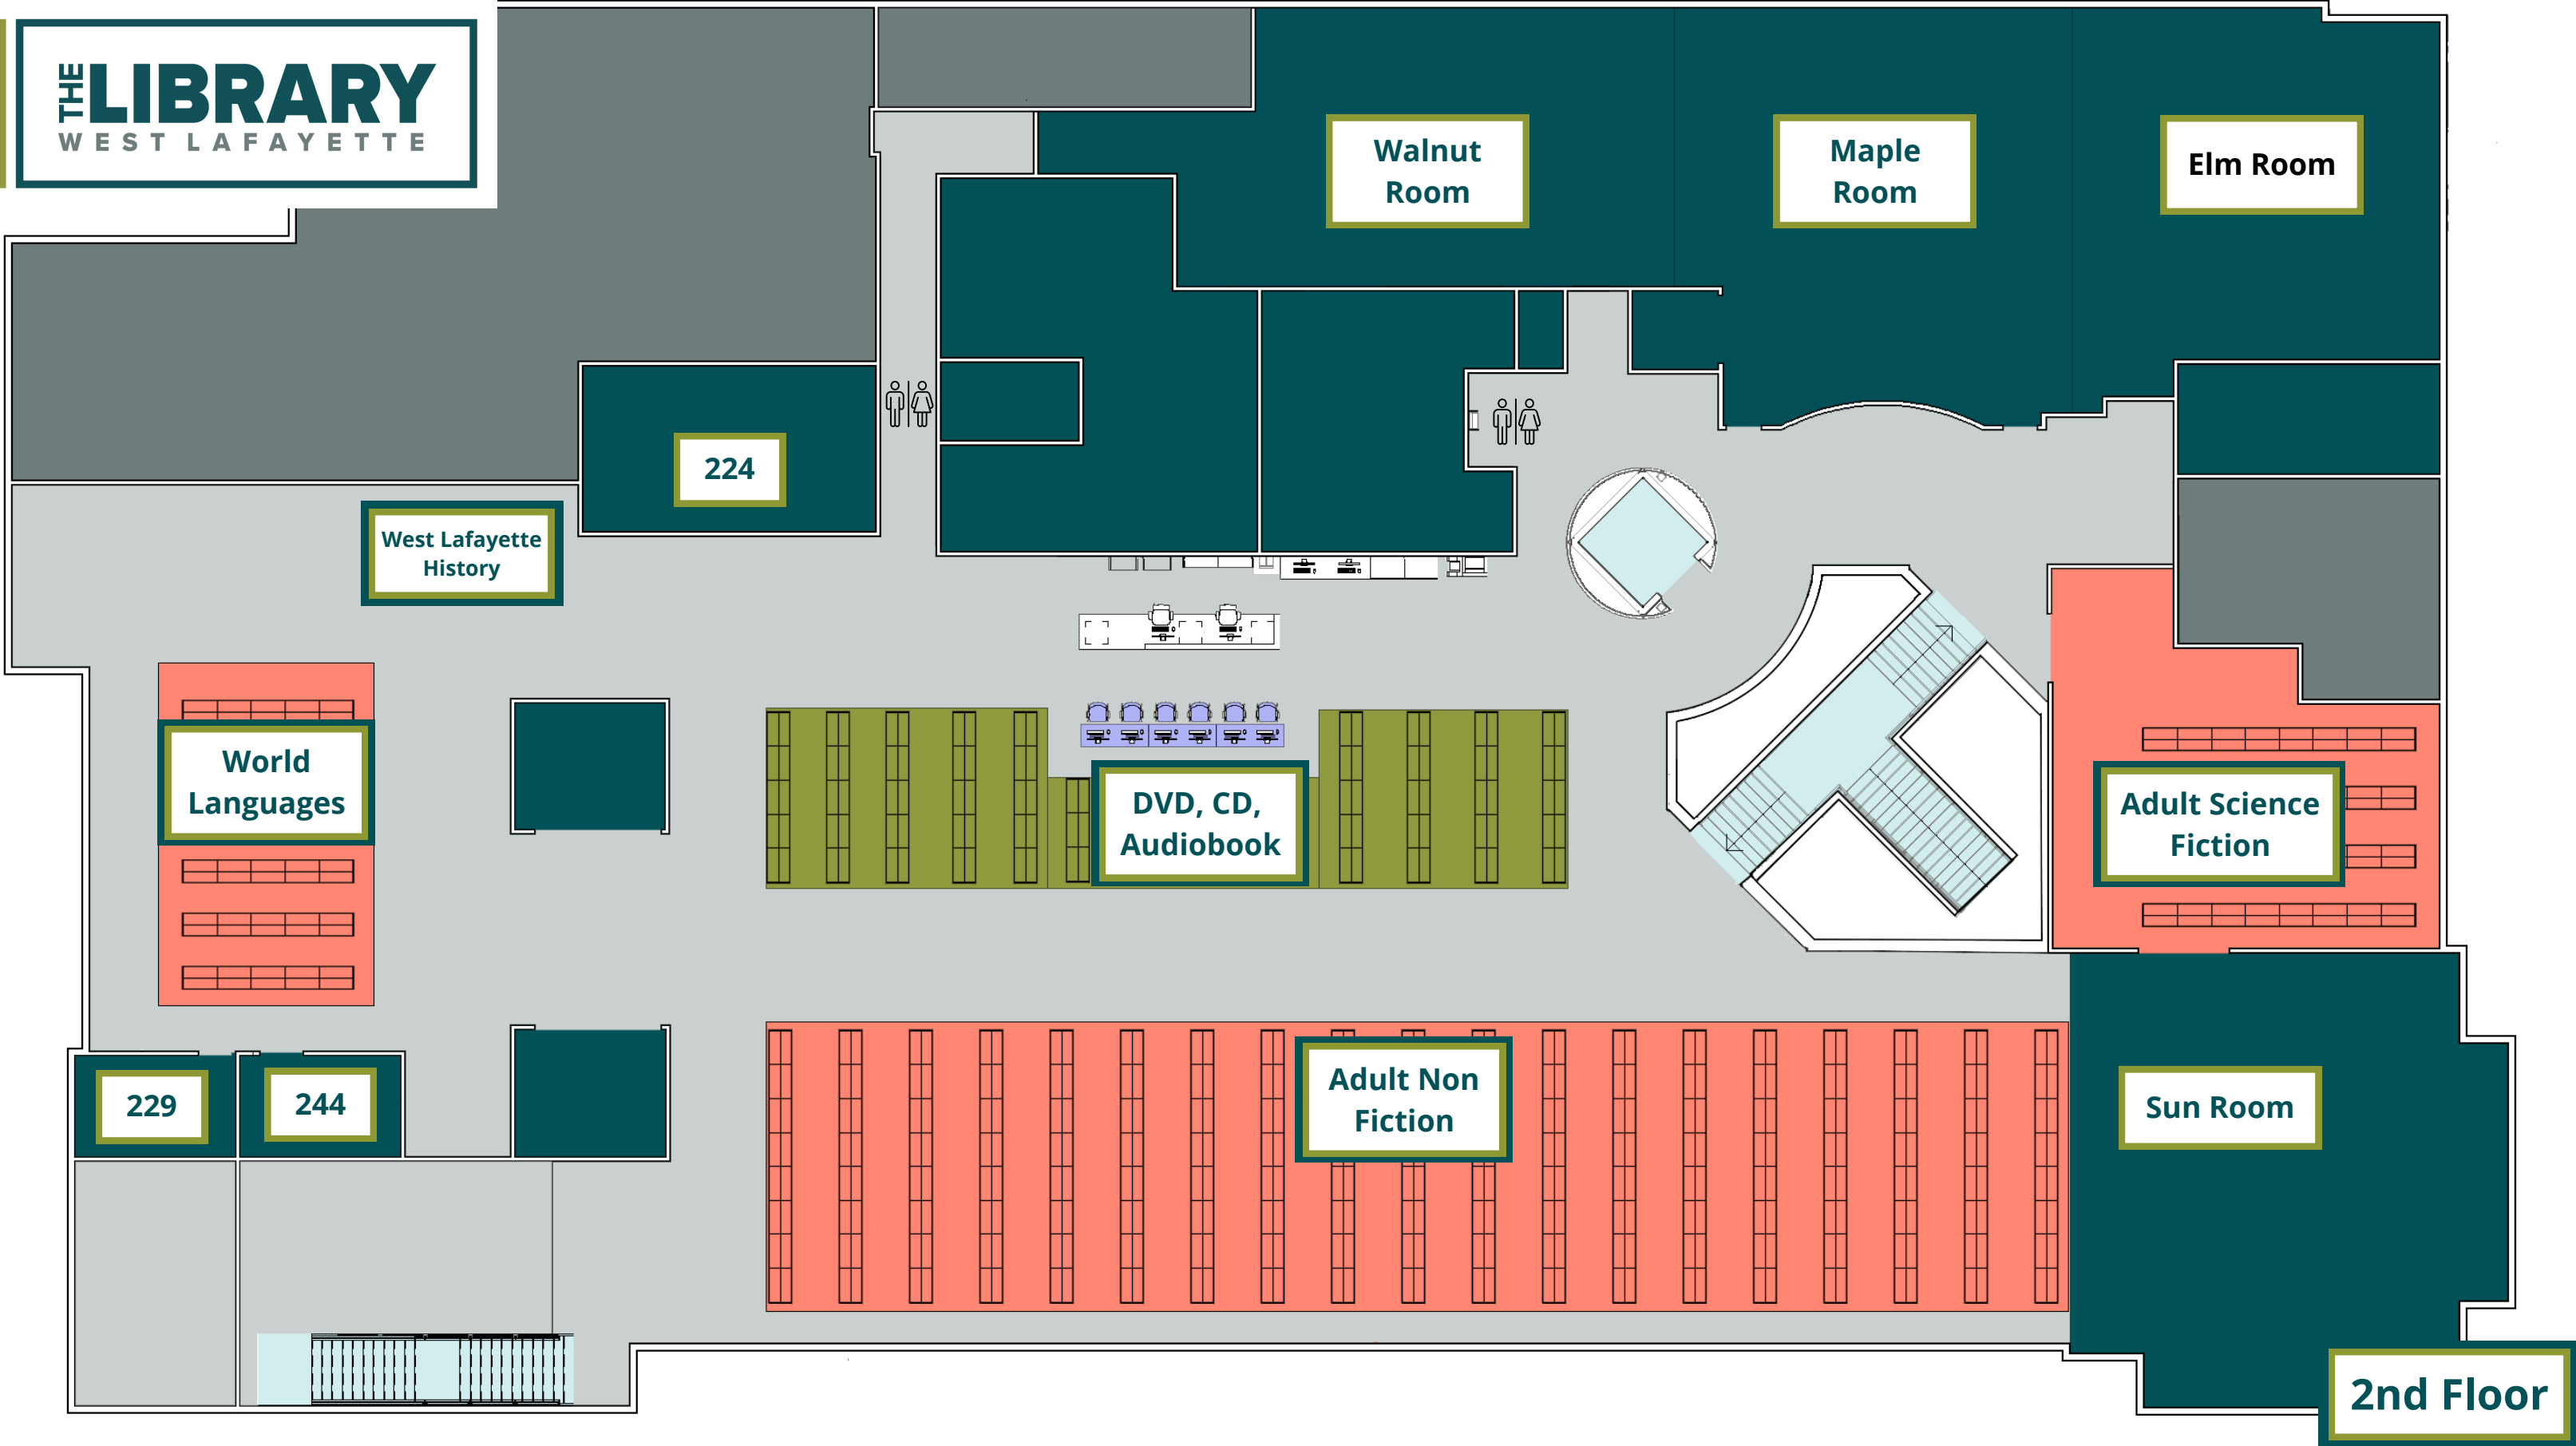 THE LIBRARY
WEST LAFAYETTE
Walnut
Room
Maple
Room
Elm Room
224
West Lafayette
History
World
Languages
DVD, CD,
Audiobook
Adult Science
Fiction
229
244
Adult Non
Fiction
Sun Room
2nd Floor